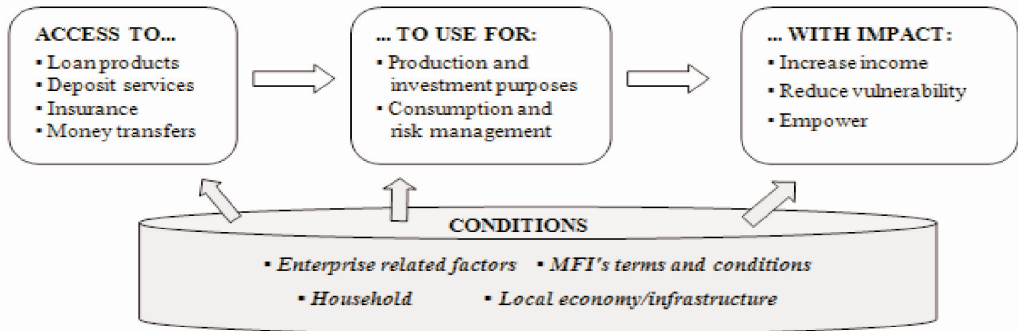 ACCESS TO...
▪ Loan products
▪ Deposit services
▪ Insurance
▪ Money transfers
... TO USE FOR:
▪ Production and
investment purposes
▪ Consumption and
risk management
... WITH IMPACT:
▪ Increase income
▪ Reduce vulnerability
▪ Empower
CONDITIONS
▪ Enterprise related factors ▪ MFI's terms and conditions
▪ Household ▪ Local economy/infrastructure